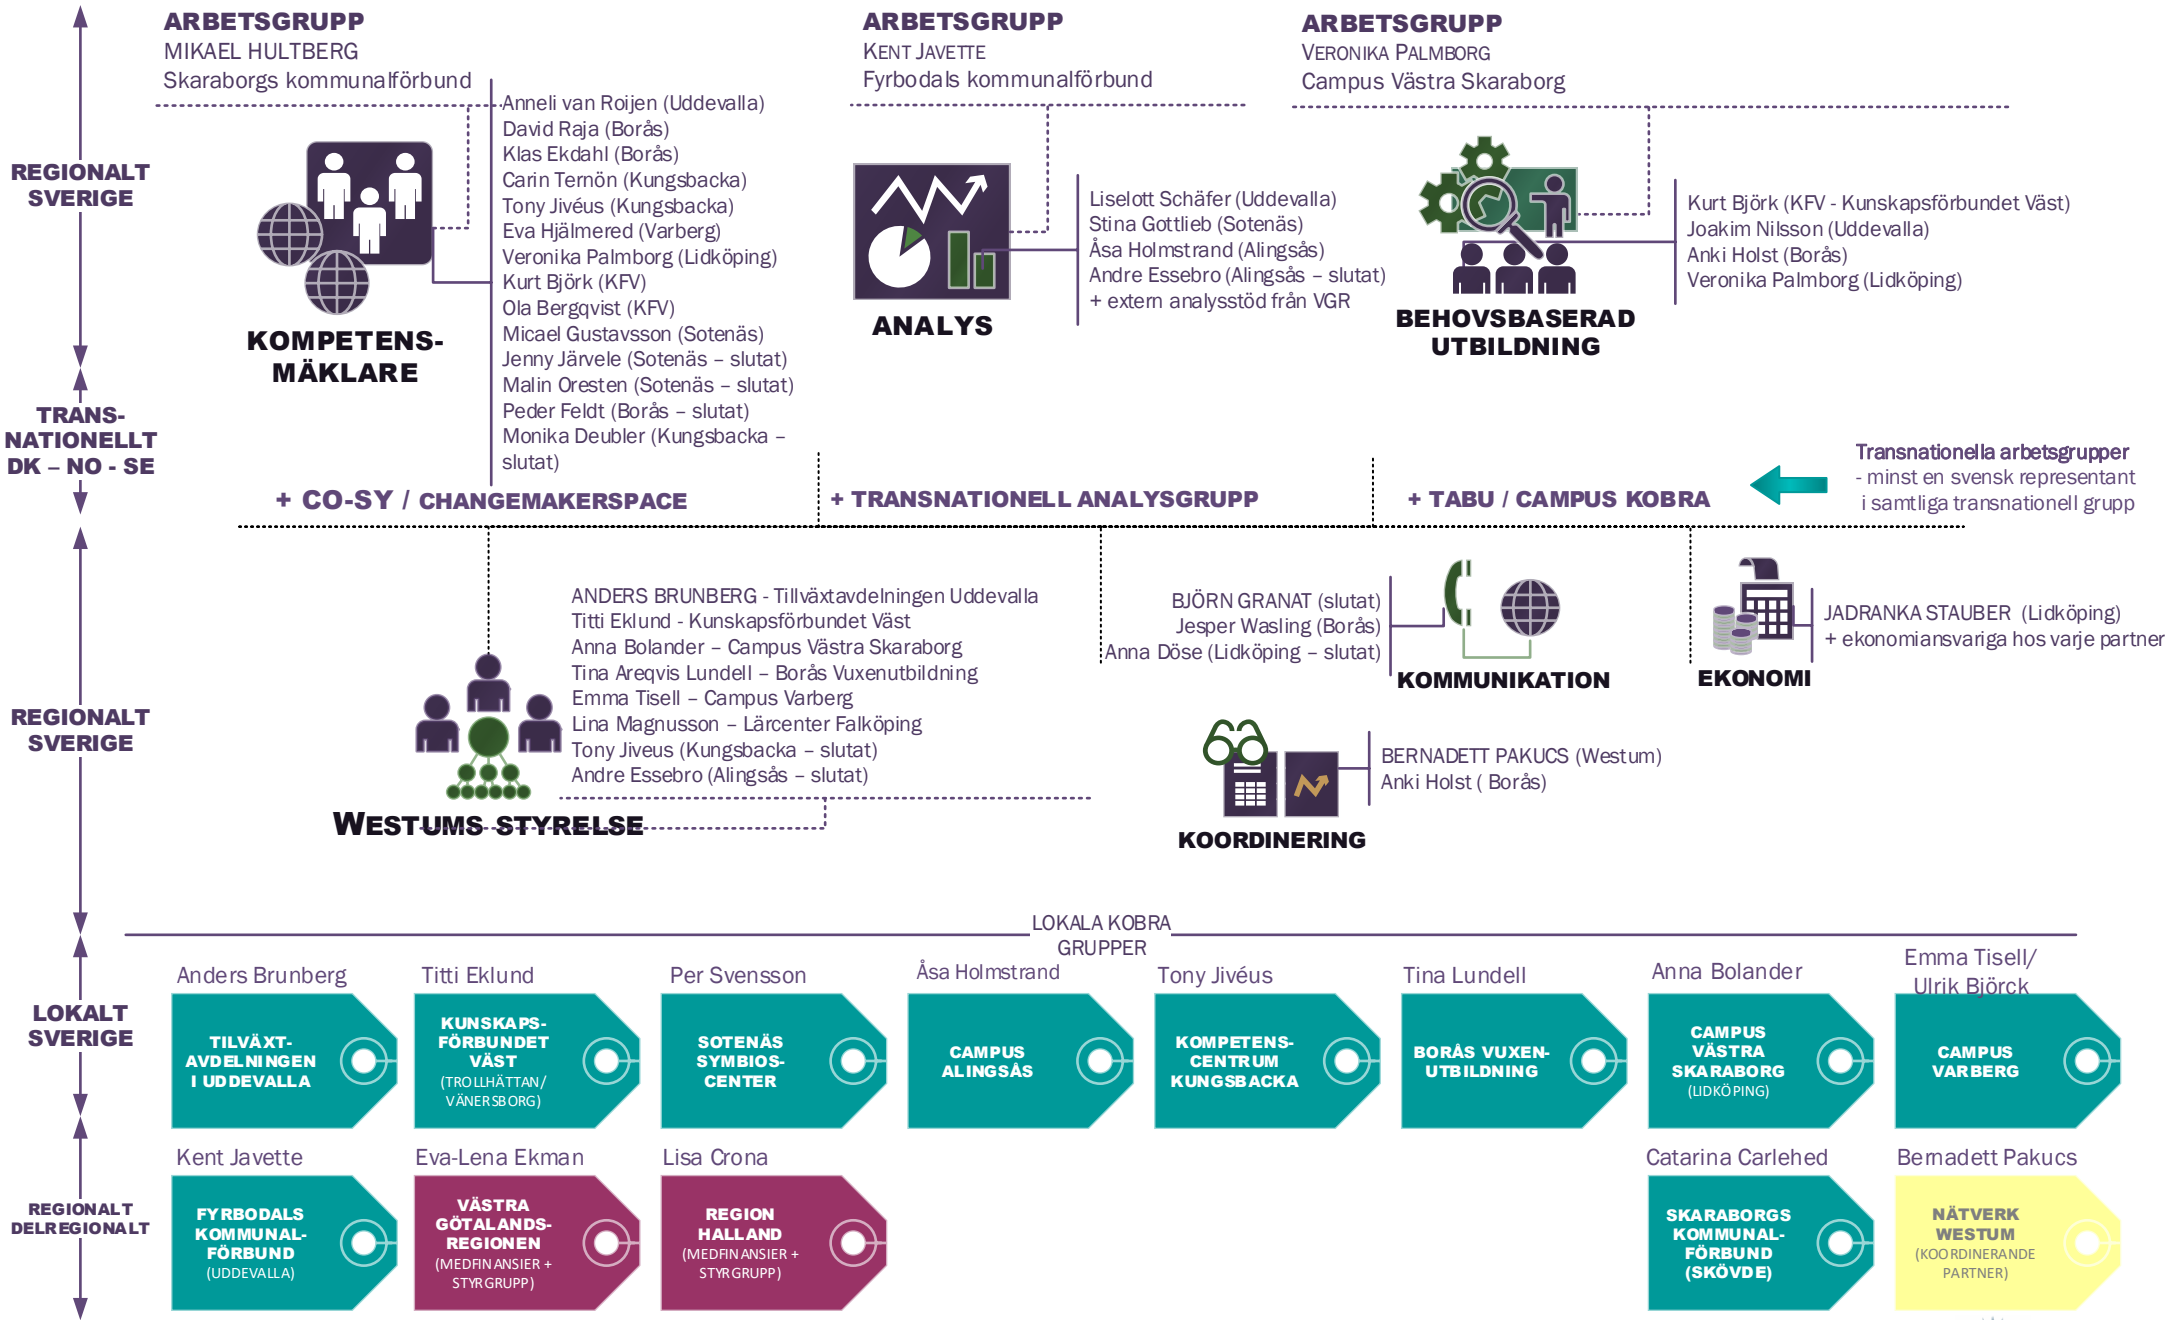 ARBETSGRUPP
MIKAEL HULTBERG
Skaraborgs kommunalförbund
ARBETSGRUPP
KENT JAVETTE
Fyrbodals kommunalförbund
ARBETSGRUPP
VERONIKA PALMBORG
Campus Västra Skaraborg
REGIONALT
SVERIGE
Anneli van Roijen (Uddevalla)
David Raja (Borås)
Klas Ekdahl (Borås)
Carin Ternön (Kungsbacka)
Tony Jivéus (Kungsbacka)
Eva Hjälmered (Varberg)
Veronika Palmborg (Lidköping)
Kurt Björk (KFV)
Ola Bergqvist (KFV)
Micael Gustavsson (Sotenäs)
Jenny Järvele (Sotenäs – slutat)
Malin Oresten (Sotenäs – slutat)
Peder Feldt (Borås – slutat)
Monika Deubler (Kungsbacka –
slutat)
KOMPETENS-
MÄKLARE
Liselott Schäfer (Uddevalla)
Stina Gottlieb (Sotenäs)
Åsa Holmstrand (Alingsås)
Andre Essebro (Alingsås – slutat)
+ extern analysstöd från VGR
ANALYS
Kurt Björk (KFV - Kunskapsförbundet Väst)
Joakim Nilsson (Uddevalla)
Anki Holst (Borås)
Veronika Palmborg (Lidköping)
BEHOVSBASERAD
UTBILDNING
TRANS-
NATIONELLT
DK – NO - SE
+ CO-SY / CHANGEMAKERSPACE
+ TRANSNATIONELL ANALYSGRUPP
+ TABU / CAMPUS KOBRA
Transnationella arbetsgrupper
- minst en svensk representant
i samtliga transnationell grupp
REGIONALT
SVERIGE
ANDERS BRUNBERG - Tillväxtavdelningen Uddevalla
Titti Eklund - Kunskapsförbundet Väst
Anna Bolander – Campus Västra Skaraborg
Tina Areqvis Lundell – Borås Vuxenutbildning
Emma Tisell – Campus Varberg
Lina Magnusson – Lärcenter Falköping
Tony Jiveus (Kungsbacka – slutat)
Andre Essebro (Alingsås – slutat)
WESTUMS STYRELSE
BJÖRN GRANAT (slutat)
Jesper Wasling (Borås)
Anna Döse (Lidköping – slutat)
KOMMUNIKATION
JADRANKA STAUBER (Lidköping)
+ ekonomiansvariga hos varje partner
EKONOMI
BERNADETT PAKUCS (Westum)
Anki Holst ( Borås)
KOORDINERING
LOKALA KOBRA
GRUPPER
LOKALT
SVERIGE
Anders Brunberg
TILVÄXT-
AVDELNINGEN
I UDDEVALLA
Titti Eklund
KUNSKAPS-
FÖRBUNDET
VÄST
(TROLLHÄTTAN/
VÄNERSBORG)
Per Svensson
SOTENÄS
SYMBIOS-
CENTER
Åsa Holmstrand
CAMPUS
ALINGSÅS
Tony Jivéus
KOMPETENS-
CENTRUM
KUNGSBACKA
Tina Lundell
BORÅS VUXEN-
UTBILDNING
Anna Bolander
CAMPUS
VÄSTRA
SKARABORG
(LIDKÖPING)
Emma Tisell/
Ulrik Björck
CAMPUS
VARBERG
REGIONALT
DELREGIONALT
Kent Javette
FYRBODALS
KOMMUNAL-
FÖRBUND
(UDDEVALLA)
Eva-Lena Ekman
VÄSTRA
GÖTALANDS-
REGIONEN
(MEDFINANSIER +
STYRGRUPP)
Lisa Crona
REGION
HALLAND
(MEDFINANSIER +
STYRGRUPP)
Catarina Carlehed
SKARABORGS
KOMMUNAL-
FÖRBUND
(SKÖVDE)
Bernadett Pakucs
NÄTVERK
WESTUM
(KOORDINERANDE
PARTNER)